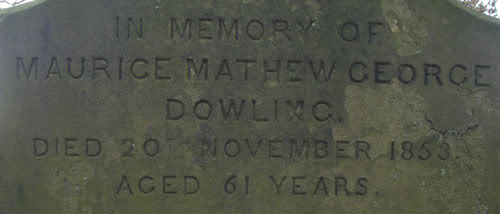 IN MEMORY OF
MAURICE MATHEW GEORGE
DOWLING.
DIED 20TH NOVEMBER 1853.
AGED 61 YEARS.